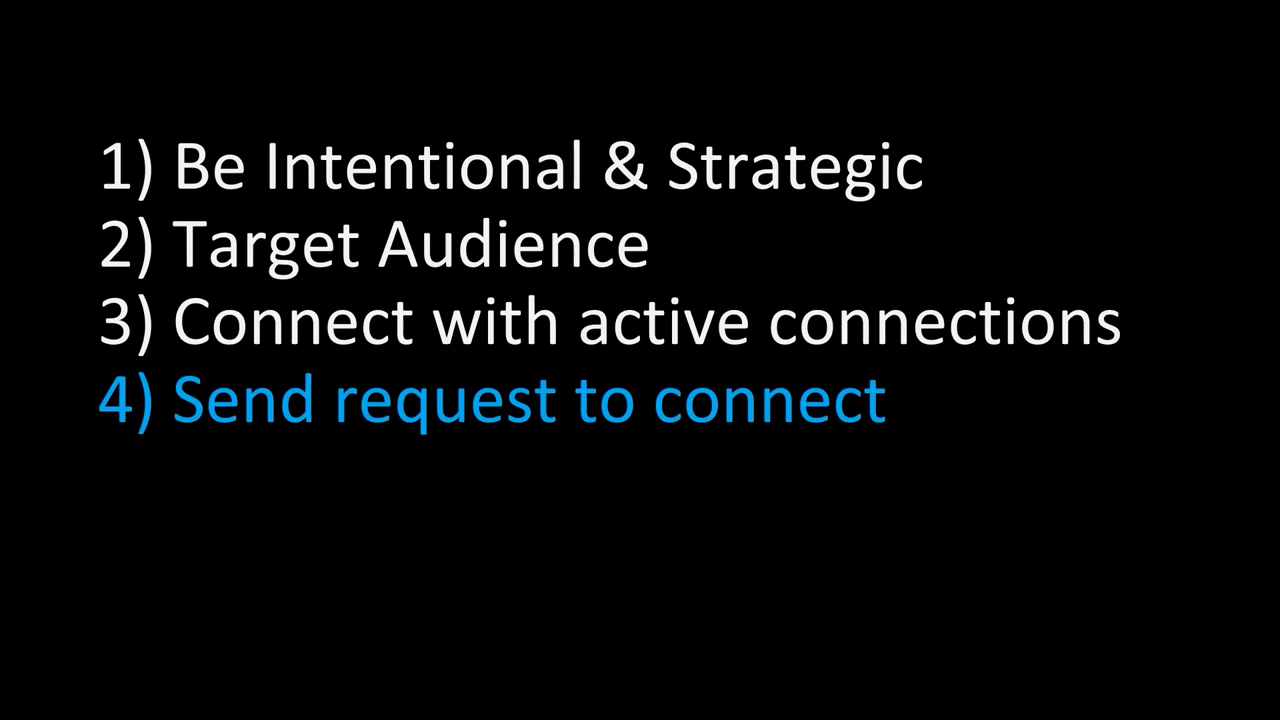 1) Be Intentional & Strategic
2) Target Audience
3) Connect with active connections
4) Send request to connect